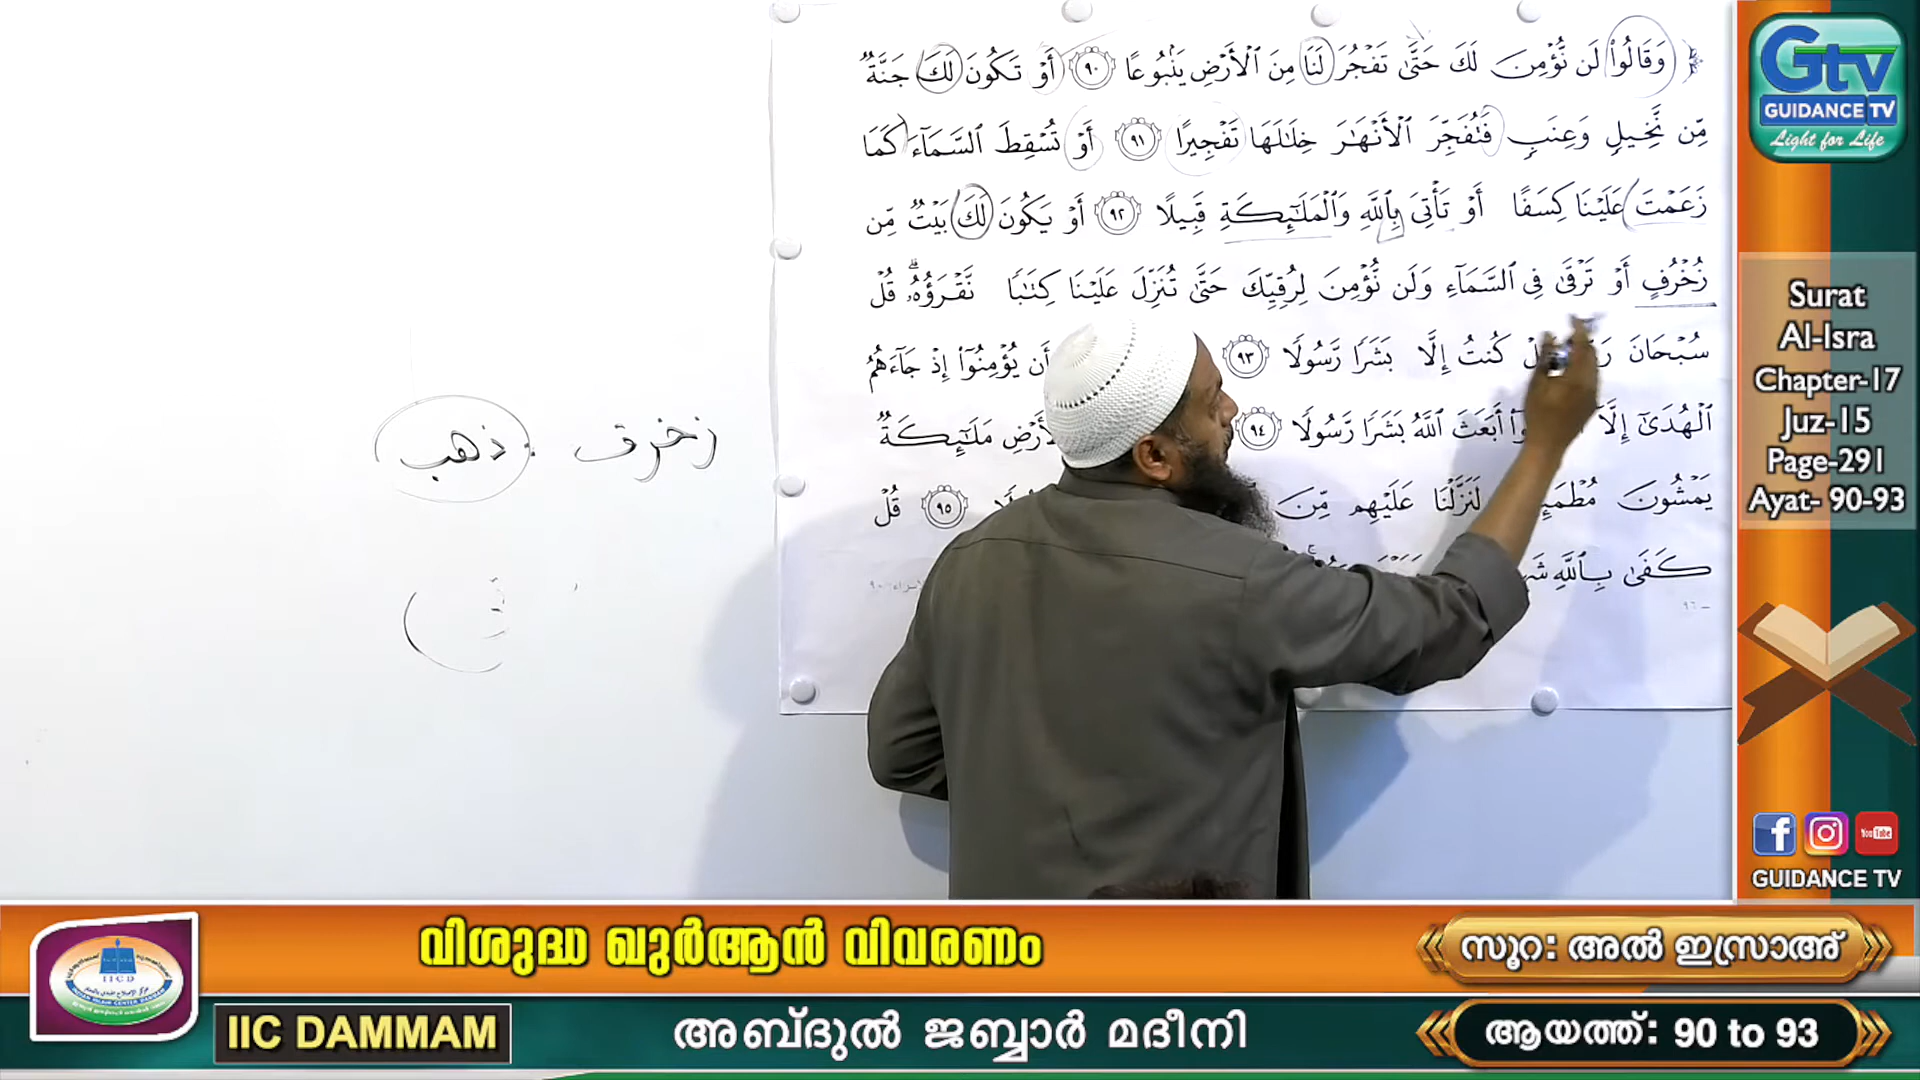 وَقَالُوا۟ لَن نُّؤْمِنَ لَكَ حَتَّىٰ تَفْجُرَ لَنَا مِنَ ٱلْأَرْضِ يَنۢبُوعًا ٩٠ أَوْ تَكُونَ لَكَ جَنَّةٌ
مِّن نَّخِيلٍ وَعِنَبٍ فَتُفَجِّرَ ٱلْأَنْهَـٰرَ خِلَـٰلَهَا تَفْجِيرًا ٩١ أَوْ تُسْقِطَ ٱلسَّمَآءَ كَمَا
زَعَمْتَ عَلَيْنَا كِسَفًا أَوْ تَأْتِىَ بِٱللَّهِ وَٱلْمَلَـٰٓئِكَةِ قَبِيلًا ٩٢ أَوْ يَكُونَ لَكَ بَيْتٌ مِّن
زُخْرُفٍ أَوْ تَرْقَىٰ فِى ٱلسَّمَآءِ وَلَن نُّؤْمِنَ لِرُقِيِّكَ حَتَّىٰ تُنَزِّلَ عَلَيْنَا كِتَـٰبًا نَّقْرَؤُهُۥ ۗ قُلْ
سُبْحَانَ كُنتُ إِلَّا بَشَرًا رَّسُولًا ٩٣ أَن يُؤْمِنُوٓا۟ إِذْ جَآءَهُمُ
ٱلْهُدَىٰٓ إِلَّآ أَبَعَثَ ٱللَّهُ بَشَرًا رَّسُولًا ٩٤ مَلَـٰٓئِكَةٌ
يَمْشُونَ لَنَزَّلْنَا عَلَيْهِم مِّنَ ٩٥ قُلْ
كَفَىٰ بِٱللَّهِ
زخرف : ذهب
Gtv
GUIDANCE TV
Light for Life
Surat
Al-Isra
Chapter-17
Juz-15
Page-291
Ayat- 90-93
YouTube
GUIDANCE TV
വിശുദ്ധ ഖുർആൻ വിവരണം
സൂറ: അൽ ഇസ്രാഅ്
IICD
IIC DAMMAM
അബ്ദുൽ ജബ്ബാർ മദീനി
ആയത്ത്: 90 to 93